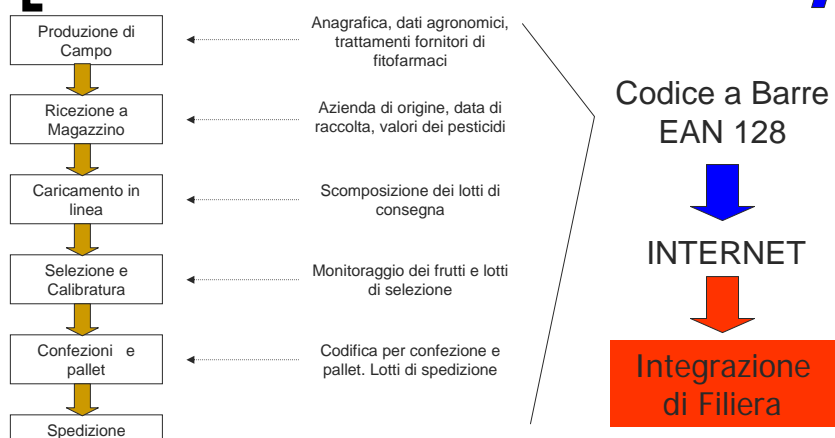 Produzione di
Campo
Anagrafica, dati agronomici,
trattamenti fornitori di
fitofarmaci
Ricezione a
Magazzino
Azienda di origine, data di
raccolta, valori dei pesticidi
Caricamento in
linea
Scomposizione dei lotti di
consegna
Selezione e
Calibratura
Monitoraggio dei frutti e lotti
di selezione
Confezioni e
pallet
Codifica per confezione e
pallet. Lotti di spedizione
Spedizione
Codice a Barre
EAN 128
INTERNET
Integrazione
di Filiera